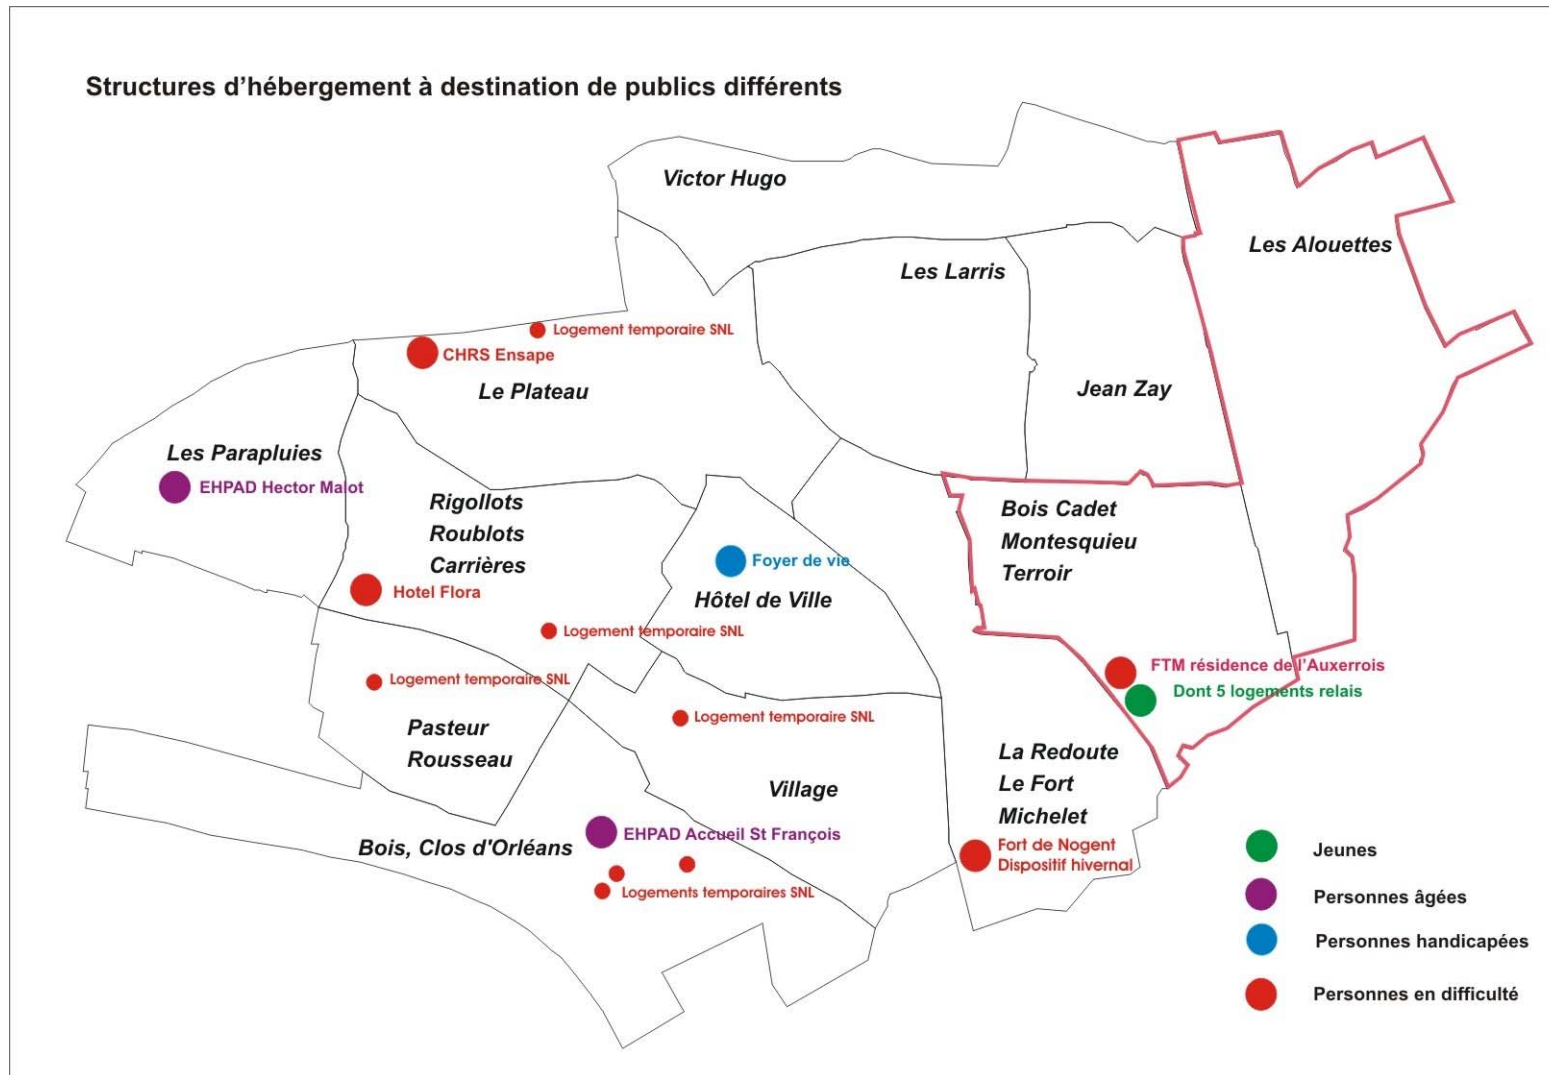 Structures d’hébergement à destination de publics différents
Victor Hugo
Les Alouettes
Les Larris
Logement temporaire SNL
CHRS Ensape
Le Plateau
Jean Zay
Les Parapluies
EHPAD Hector Malot
Rigollots
Roublots
Carrières
Bois Cadet
Montesquieu
Terroir
Foyer de vie
Hôtel de Ville
Hotel Flora
Logement temporaire SNL
FTM résidence de l’Auxerrois
Dont 5 logements relais
Logement temporaire SNL
Pasteur
Rousseau
Logement temporaire SNL
Village
La Redoute
Le Fort
Michelet
EHPAD Accueil St François
Bois, Clos d'Orléans
Fort de Nogent
Dispositif hivernal
Logements temporaires SNL
Jeunes
Personnes âgées
Personnes handicapées
Personnes en difficulté